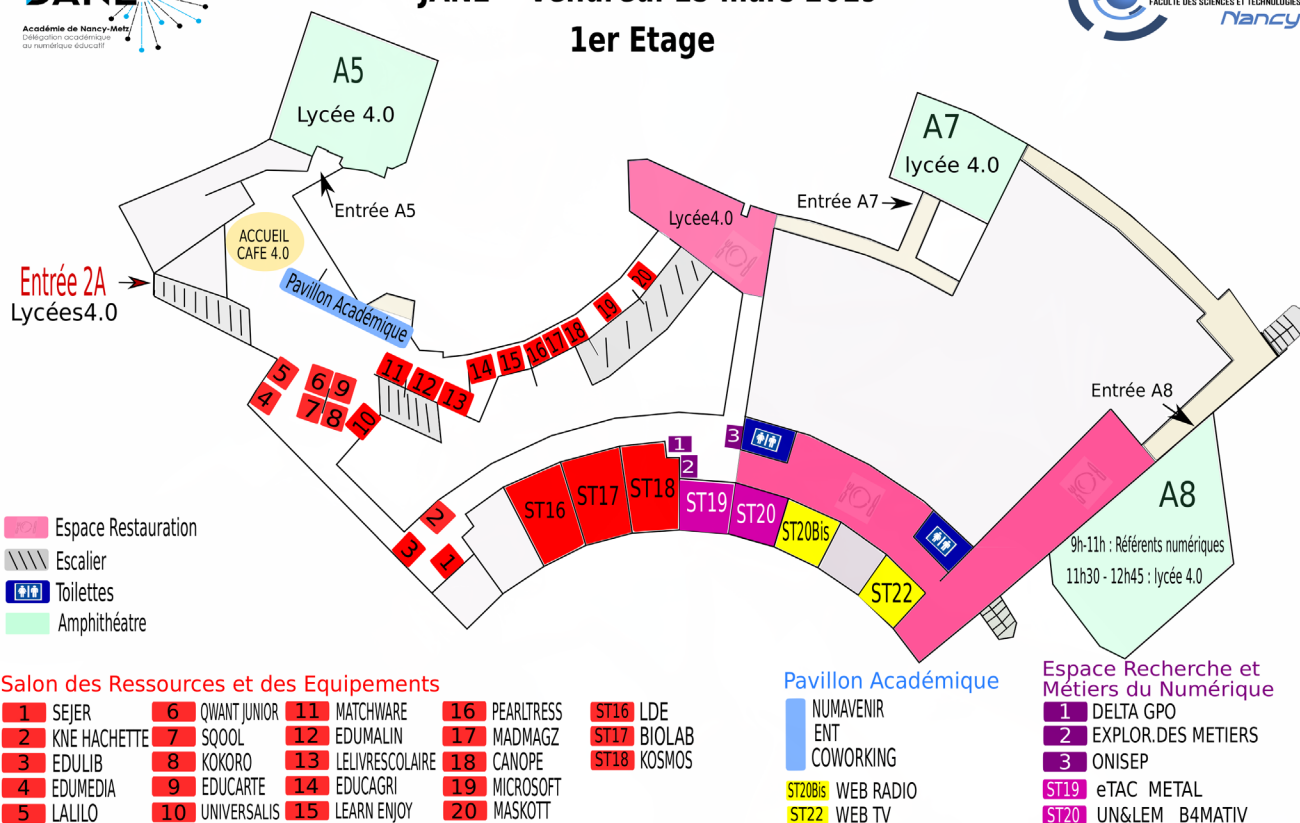 Académie de Nancy-Metz
Délégation académique
au numérique éducatif
1er Etage
FACULTE DES SCIENCES ET TECHNOLOGIES
Nancy
A5
Lycée 4.0
Entrée A5
A7
lycée 4.0
Entrée A7
Lycée4.0
ACCUEIL
CAFE 4.0
Pavillon Académique
Entrée 2A
Lycées4.0
20
19
18
17
16
15
14
13
12
11
5
4
6
9
7
8
10
2
3
1
1
2
3
ST16
ST17
ST18
ST19
ST20
ST20Bis
ST22
Entrée A8
A8
9h-11h : Référents numériques
11h30 - 12h45 : lycée 4.0
Espace Restauration
Escalier
Toilettes
Amphithéatre
Salon des Ressources et des Equipements
1 SEJER
2 KNE HACHETTE
3 EDULIB
4 EDUMEDIA
5 LALILO
6 QWANT JUNIOR
7 SQOOL
8 KOKORO
9 EDUCARTE
10 UNIVERSALIS
11 MATCHWARE
12 EDUMALIN
13 LELIVRESCOLAIRE
14 EDUCAGRI
15 LEARN ENJOY
16 PEARLTRESS
17 MADMAGZ
18 CANOPE
19 MICROSOFT
20 MASKOTT
ST16 LDE
ST17 BIOLAB
ST18 KOSMOS
Pavillon Académique
NUMAVENIR
ENT
COWORKING
ST20Bis WEB RADIO
ST22 WEB TV
Espace Recherche et
Métiers du Numérique
1 DELTA GPO
2 EXPLOR.DES METIERS
3 ONISEP
ST19 eTAC METAL
ST20 UN&LEM B4MATIV